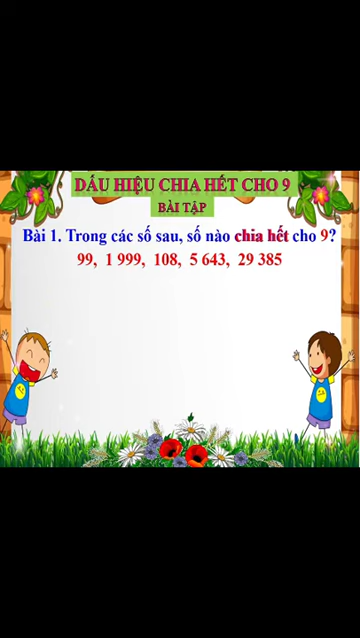 DẤU HIỆU CHIA HẾT CHO 9
BÀI TẬP
Bài 1. Trong các số sau, số nào chia hết cho 9?
99, 1 999, 108, 5 643, 29 385